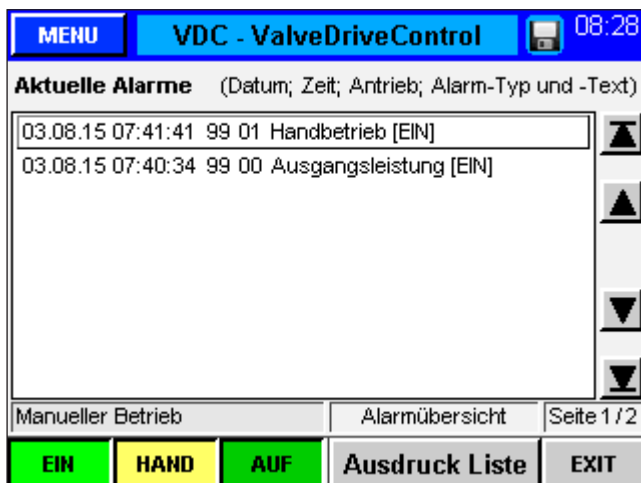 MENU VDC - ValveDriveControl 08:28
Aktuelle Alarme (Datum; Zeit; Antrieb; Alarm-Typ und -Text)
03.08.15 07:41:41 99 01 Handbetrieb [EIN]
03.08.15 07:40:34 99 00 Ausgangsleistung [EIN]
Manueller Betrieb Alarmübersicht Seite 1/2
EIN HAND AUF Ausdruck Liste EXIT